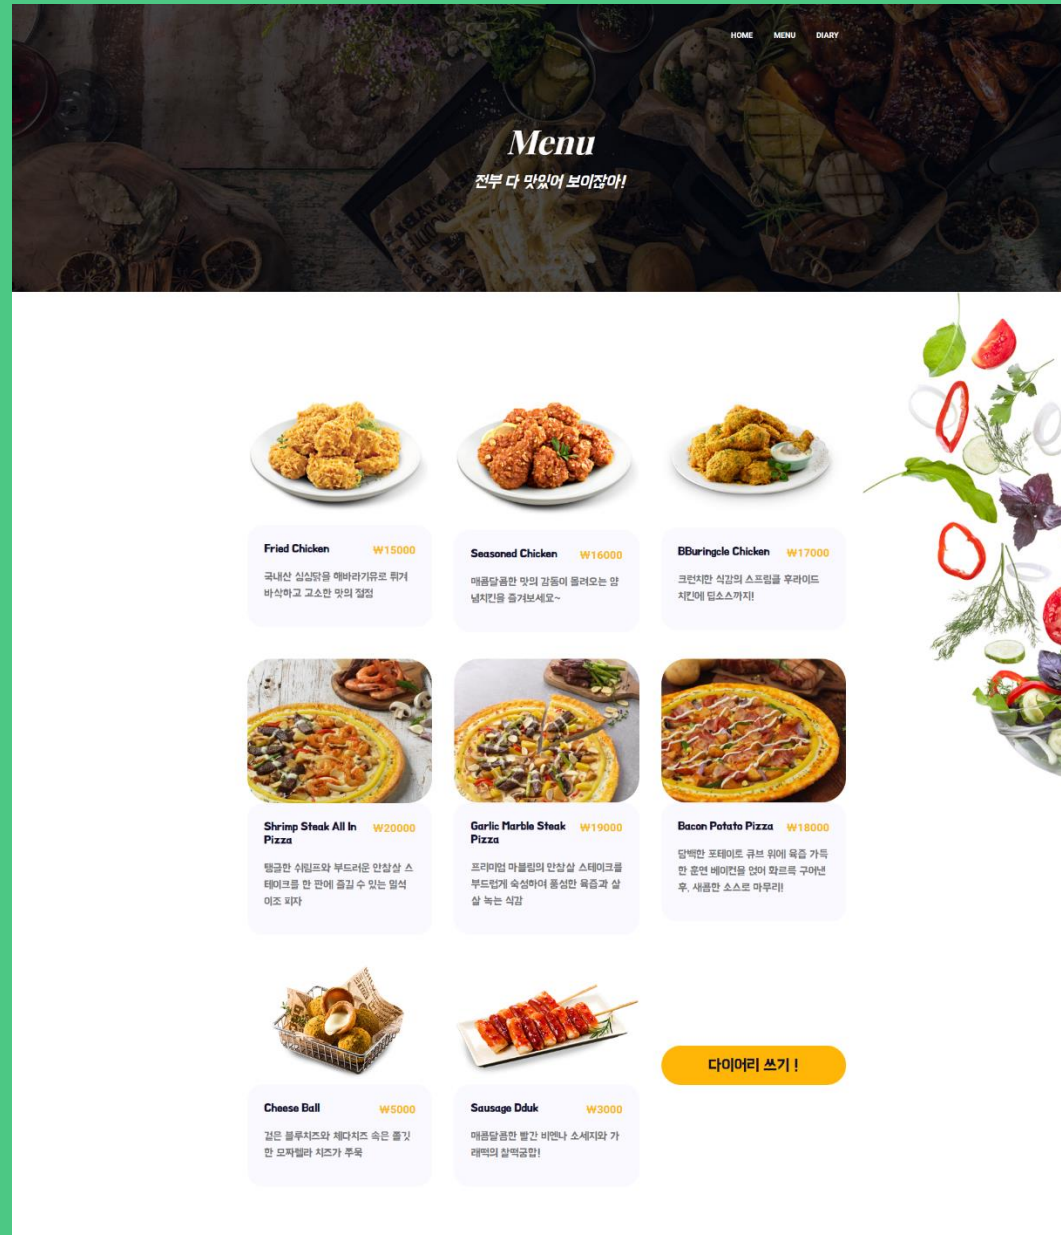 HOME MENU DIARY
Menu
전부 다 맛있어 보이잖아!
Fried Chicken ₩15000
국내산 싱싱닭을 해바라기유로 튀겨
바삭하고 고소한 맛의 절정
Seasoned Chicken ₩16000
매콤달콤한 맛의 감동이 몰려오는 양
념치킨을 즐겨보세요~
BBuringcle Chicken ₩17000
크런치한 식감의 스프링클 후라이드
치킨에 딥소스까지!
Shrimp Steak All In ₩20000
Pizza
탱글한 쉬림프와 부드러운 안창살 스
테이크를 한 판에 즐길 수 있는 일석
이조 피자
Garlic Marble Steak ₩19000
Pizza
프리미엄 마블링의 안창살 스테이크를
부드럽게 숙성하여 풍성한 육즙과 살
살 녹는 식감
Bacon Potato Pizza ₩18000
담백한 포테이토 큐브 위에 육즙 가득
한 훈연 베이컨을 얹어 화르륵 구어낸
후, 새콤한 소스로 마무리!
Cheese Ball ₩5000
겉은 블루치즈와 체다치즈 속은 쫄깃
한 모짜렐라 치즈가 주욱
Sausage Dduk ₩3000
매콤달콤한 빨간 비엔나 소세지와 가
래떡의 찰떡궁합!
다이어리 쓰기 !